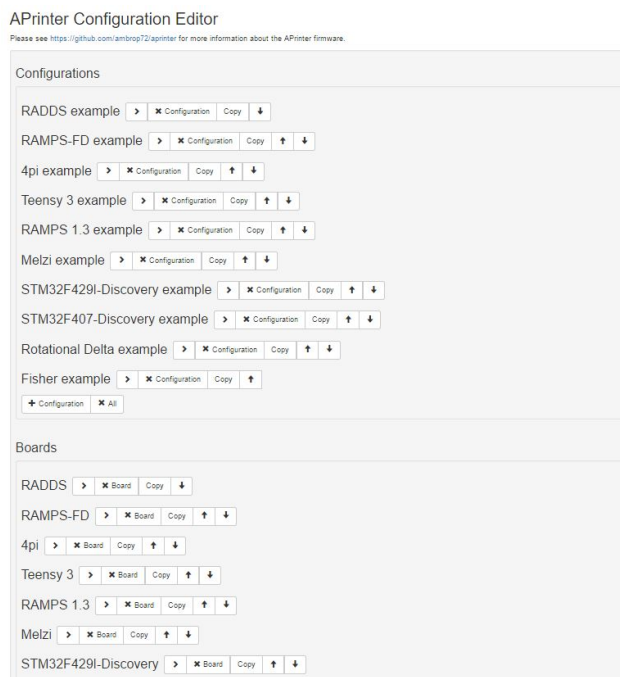 APrinter Configuration Editor
Please see https://github.com/ambrop72/aprinter for more information about the APrinter firmware.
Configurations
RADDS example Configuration Copy
RAMPS-FD example Configuration Copy
4pi example Configuration Copy
Teensy 3 example Configuration Copy
RAMPS 1.3 example Configuration Copy
Melzi example Configuration Copy
STM32F429I-Discovery example Configuration Copy
STM32F407-Discovery example Configuration Copy
Rotational Delta example Configuration Copy
Fisher example Configuration Copy
Configuration All
Boards
RADDS Board Copy
RAMPS-FD Board Copy
4pi Board Copy
Teensy 3 Board Copy
RAMPS 1.3 Board Copy
Melzi Board Copy
STM32F429I-Discovery Board Copy